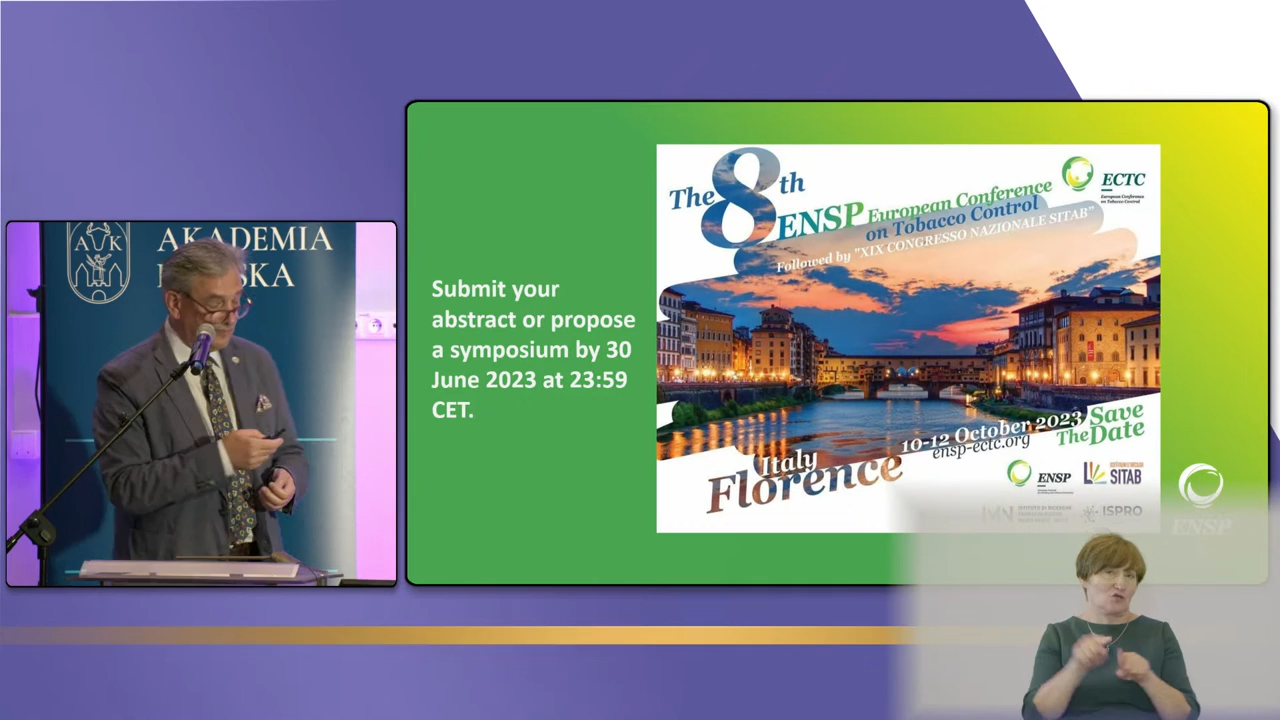 AK
AKADEMIA
SKA
Submit your
abstract or propose
a symposium by 30
June 2023 at 23:59
CET.
The 8th
ENSP European Conference
on Tobacco Control
Followed by "XIX CONGRESSO NAZIONALE SITAB"
ECTC
European Conference
on Tobacco Control
10-12 October 2023
ensp-ectc.org
Save
The Date
Italy
Florence
ENSP
SITAB
ISPRO
ENSP